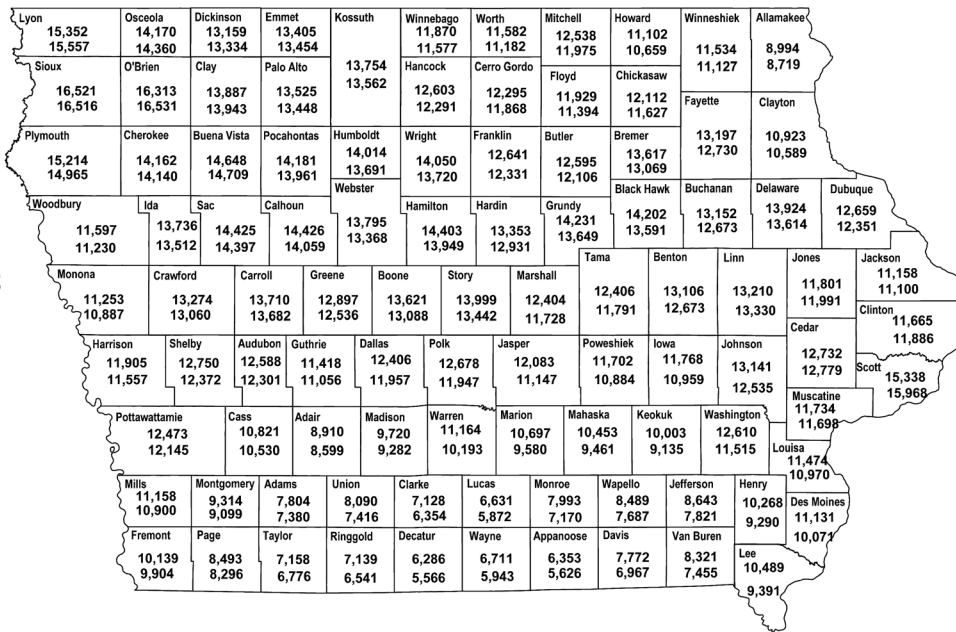 Lyon
15,352
15,557
Osceola
14,170
14,360
Dickinson
13,159
13,334
Emmet
13,405
13,454
Kossuth
13,754
13,562
Winnebago
11,870
11,577
Worth
11,582
11,182
Mitchell
12,538
11,975
Howard
11,102
10,659
Winneshiek
11,534
11,127
Allamakee
8,994
8,719
Sioux
16,521
16,516
O'Brien
16,313
16,531
Clay
13,887
13,943
Palo Alto
13,525
13,448
Hancock
12,603
12,291
Cerro Gordo
12,295
11,868
Floyd
11,929
11,394
Chickasaw
12,112
11,627
Fayette
13,197
12,730
Clayton
10,923
10,589
Plymouth
15,214
14,965
Cherokee
14,162
14,140
Buena Vista
14,648
14,709
Pocahontas
14,181
13,961
Humboldt
14,014
13,691
Wright
14,050
13,720
Franklin
12,641
12,331
Butler
12,595
12,106
Bremer
13,617
13,069
Woodbury
11,597
11,230
Ida
13,736
13,512
Sac
14,425
14,397
Calhoun
14,426
14,059
Webster
13,795
13,368
Hamilton
14,403
13,949
Hardin
13,353
12,931
Grundy
14,231
13,649
Black Hawk
14,202
13,591
Buchanan
13,152
12,673
Delaware
13,924
13,614
Dubuque
12,659
12,351
Monona
11,253
10,887
Crawford
13,274
13,060
Carroll
13,710
13,682
Greene
12,897
12,536
Boone
13,621
13,088
Story
13,999
13,442
Marshall
12,404
11,728
Tama
12,406
11,791
Benton
13,106
12,673
Linn
13,210
13,330
Jones
11,801
11,991
Jackson
11,158
11,100
Clinton
11,665
11,886
Cedar
12,732
12,779
Scott
15,338
15,968
Harrison
11,905
11,557
Shelby
12,750
12,372
Audubon
12,588
12,301
Guthrie
11,418
11,056
Dallas
12,406
11,957
Polk
12,678
11,947
Jasper
12,083
11,147
Poweshiek
11,702
10,884
Iowa
11,768
10,959
Johnson
13,141
12,535
Muscatine
11,734
11,698
Pottawattamie
12,473
12,145
Cass
10,821
10,530
Adair
8,910
8,599
Madison
9,720
9,282
Warren
11,164
10,193
Marion
10,697
9,580
Mahaska
10,453
9,461
Keokuk
10,003
9,135
Washington
12,610
11,515
Louisa
11,474
10,970
Mills
11,158
10,900
Montgomery
9,314
9,099
Adams
7,804
7,380
Union
8,090
7,416
Clarke
7,128
6,354
Lucas
6,631
5,872
Monroe
7,993
7,170
Wapello
8,489
7,687
Jefferson
8,643
7,821
Henry
10,268
9,290
Des Moines
11,131
10,071
Fremont
10,139
9,904
Page
8,493
8,296
Taylor
7,158
6,776
Ringgold
7,139
6,541
Decatur
6,286
5,566
Wayne
6,711
5,943
Appanoose
6,353
5,626
Davis
7,772
6,967
Van Buren
8,321
7,455
Lee
10,489
9,391